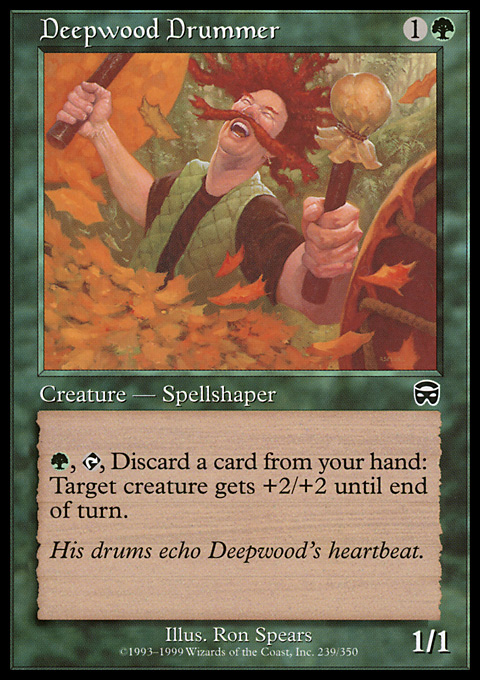 Deepwood Drummer 1
Creature — Spellshaper
, , Discard a card from your hand:
Target creature gets +2/+2 until end
of turn.
His drums echo Deepwood's heartbeat.
Illus. Ron Spears
©1993–1999 Wizards of the Coast, Inc. 239/350
1/1